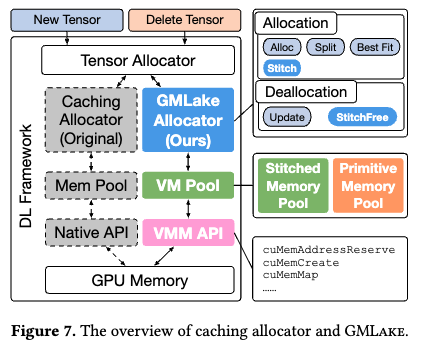 New Tensor
Delete Tensor
DL Framework
Tensor Allocator
Caching
Allocator
(Original)
GMLake
Allocator
(Ours)
Mem Pool
VM Pool
Native API
VMM API
GPU Memory
Allocation
Alloc
Split
Best Fit
Stitch
Deallocation
Update
StitchFree
Stitched
Memory
Pool
Primitive
Memory
Pool
cuMemAddressReserve
cuMemCreate
cuMemMap
......
Figure 7. The overview of caching allocator and GMLAKE.